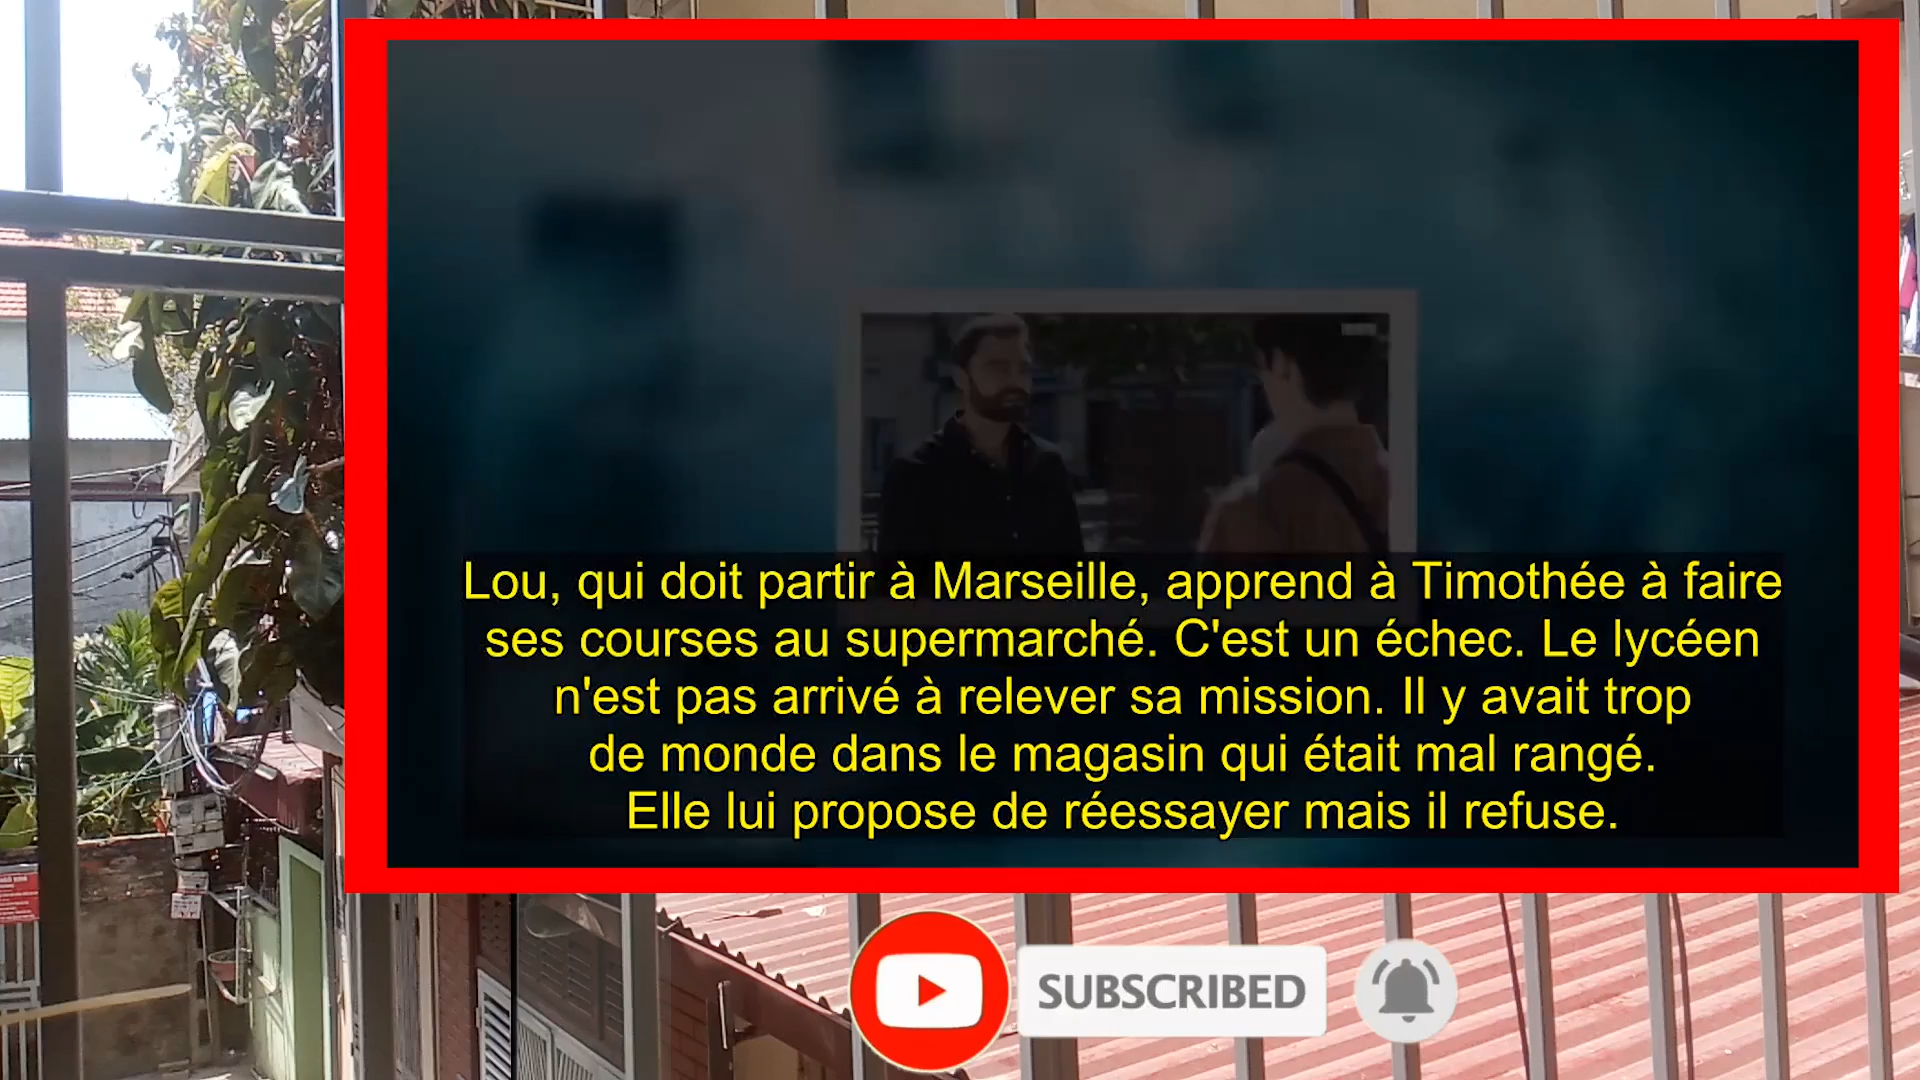 Lou, qui doit partir à Marseille, apprend à Timothée à faire
ses courses au supermarché. C'est un échec. Le lycéen
n'est pas arrivé à relever sa mission. Il y avait trop
de monde dans le magasin qui était mal rangé.
Elle lui propose de réessayer mais il refuse.
SUBSCRIBED